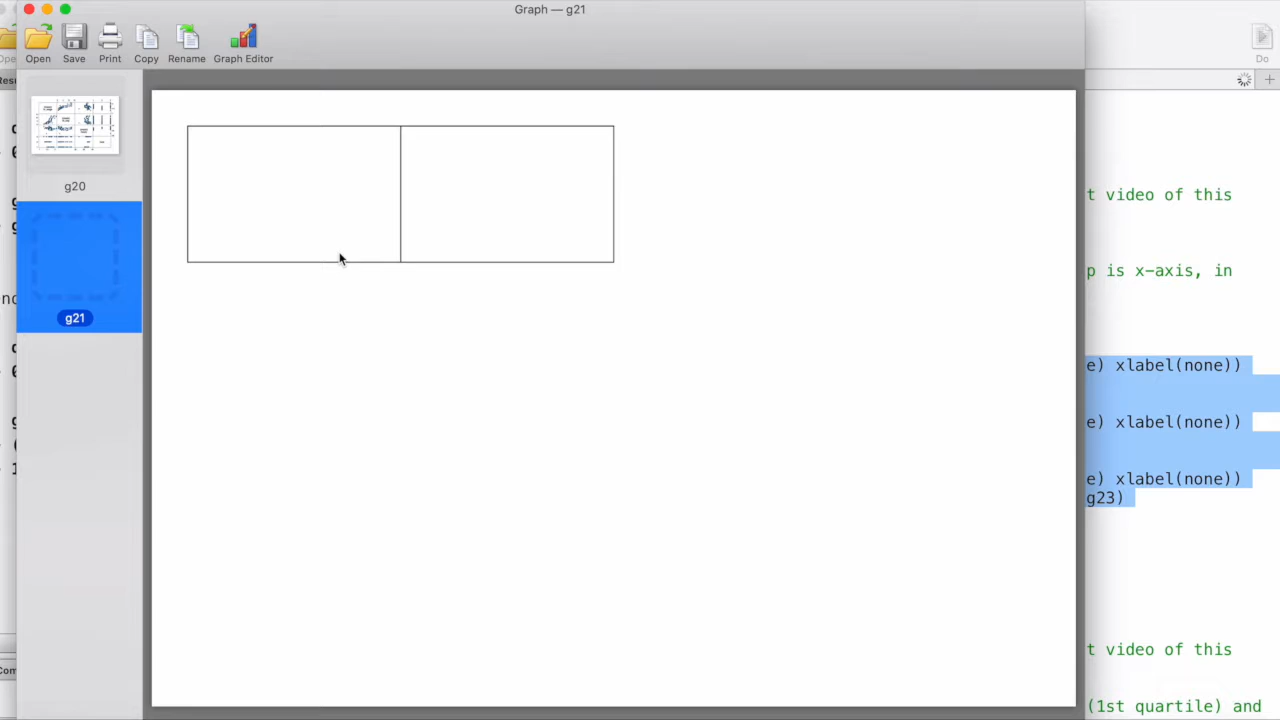 Graph — g21
Open Save Print Copy Rename Graph Editor
Do
g20
g21
t video of this
p is x-axis, in
e) xlabel(none))
e) xlabel(none))
e) xlabel(none))
g23)
t video of this
(1st quartile) and